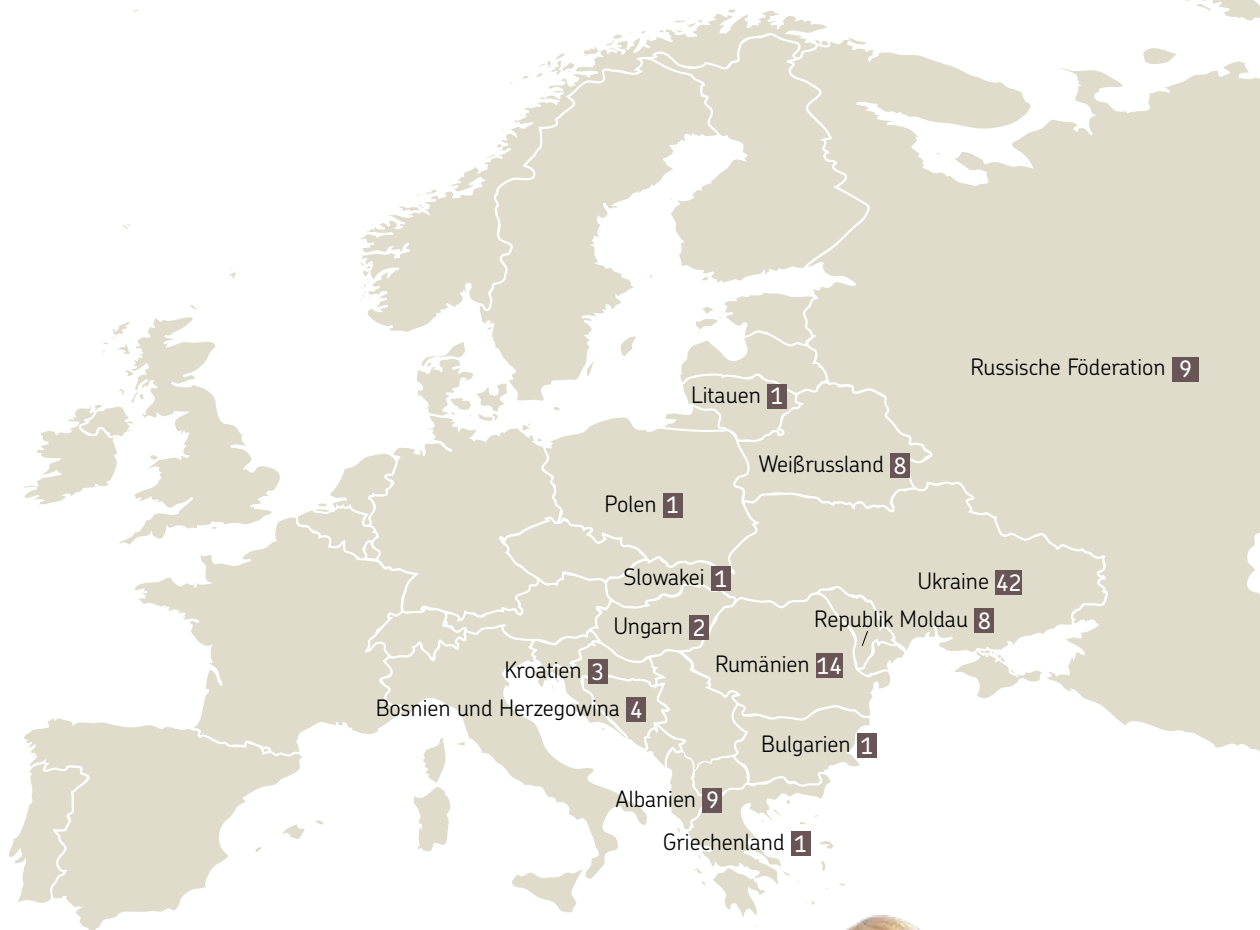 Russische Föderation 9
Litauen 1
Weißrussland 8
Polen 1
Slowakei 1
Ukraine 42
Republik Moldau 8
Ungarn 2
Rumänien 14
Kroatien 3
Bosnien und Herzegowina 4
Bulgarien 1
Albanien 9
Griechenland 1